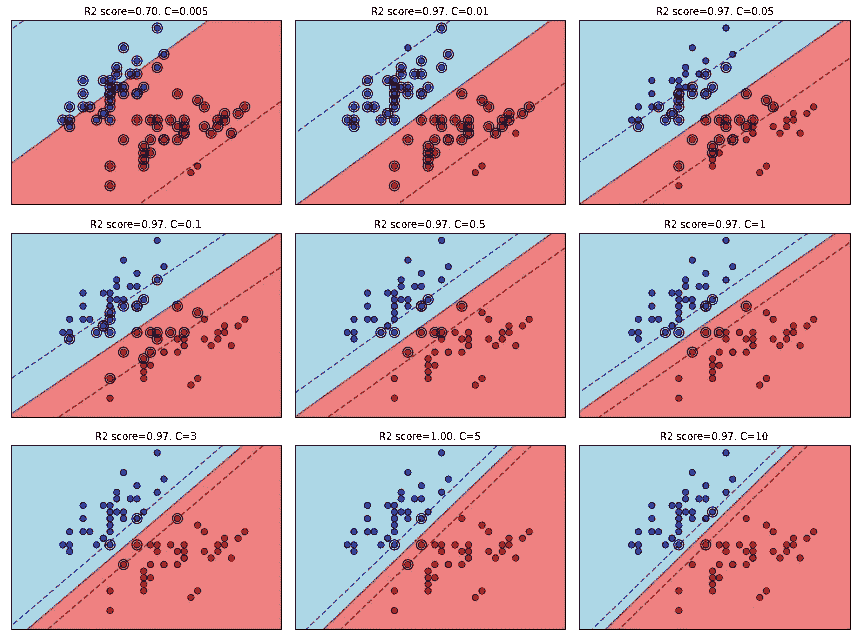 R2 score=0.70. C=0.005
R2 score=0.97. C=0.01
R2 score=0.97. C=0.05
R2 score=0.97. C=0.1
R2 score=0.97. C=0.5
R2 score=0.97. C=1
R2 score=0.97. C=3
R2 score=1.00. C=5
R2 score=0.97. C=10